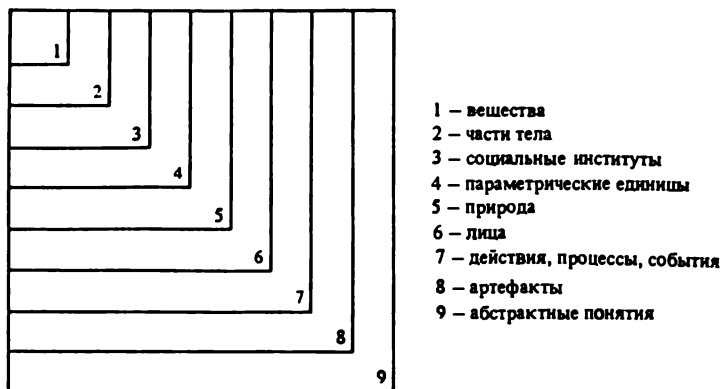 1
2
3
4
5
6
7
8
9
1 – вещества
2 – части тела
3 – социальные институты
4 – параметрические единицы
5 – природа
6 – лица
7 – действия, процессы, события
8 – артефакты
9 – абстрактные понятия